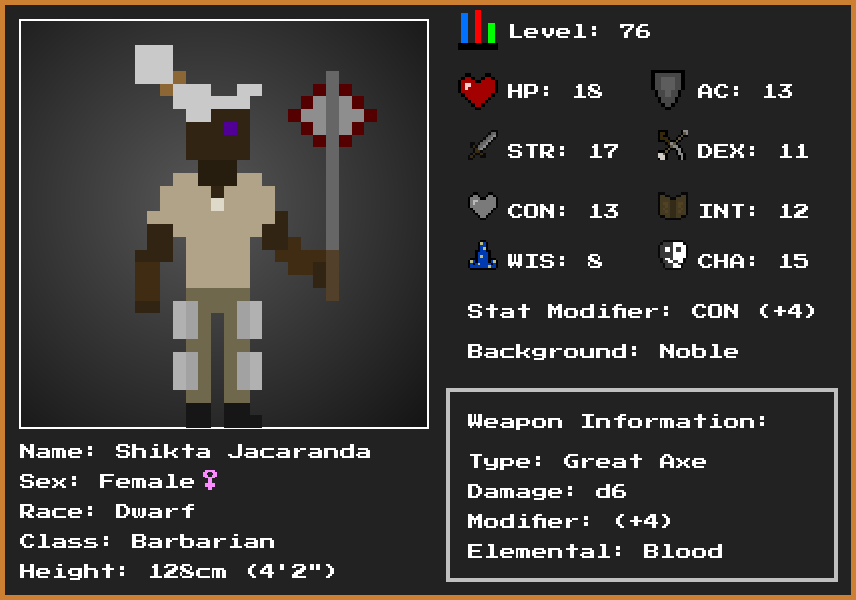 Level: 76
HP: 18
AC: 13
STR: 17
DEX: 11
CON: 13
INT: 12
WIS: 8
CHA: 15
Stat Modifier: CON (+4)
Background: Noble
Weapon Information:
Type: Great Axe
Damage: d6
Modifier: (+4)
Elemental: Blood
Name: Shikta Jacaranda
Sex: Female♀
Race: Dwarf
Class: Barbarian
Height: 128cm (4'2")